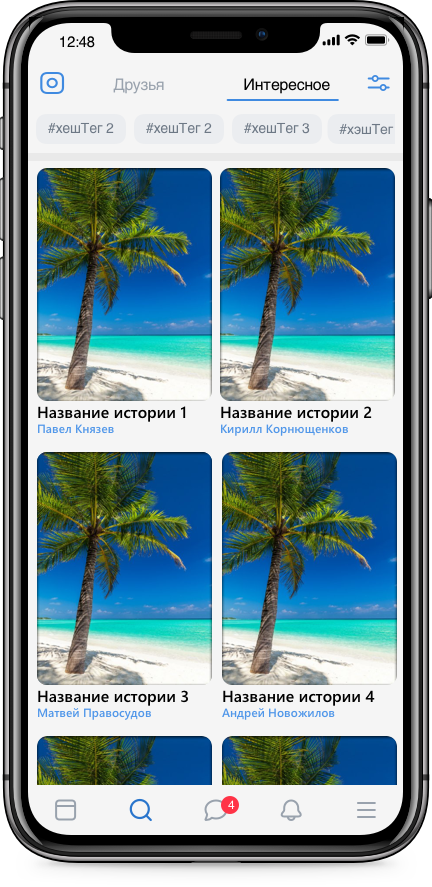 12:48
Друзья Интересное
#хешТег 2 #хешТег 2 #хешТег 3 #хэшТег
Название истории 1 Название истории 2
Павел Князев Кирилл Корнющенков
Название истории 3 Название истории 4
Матвей Правосудов Андрей Новожилов
4